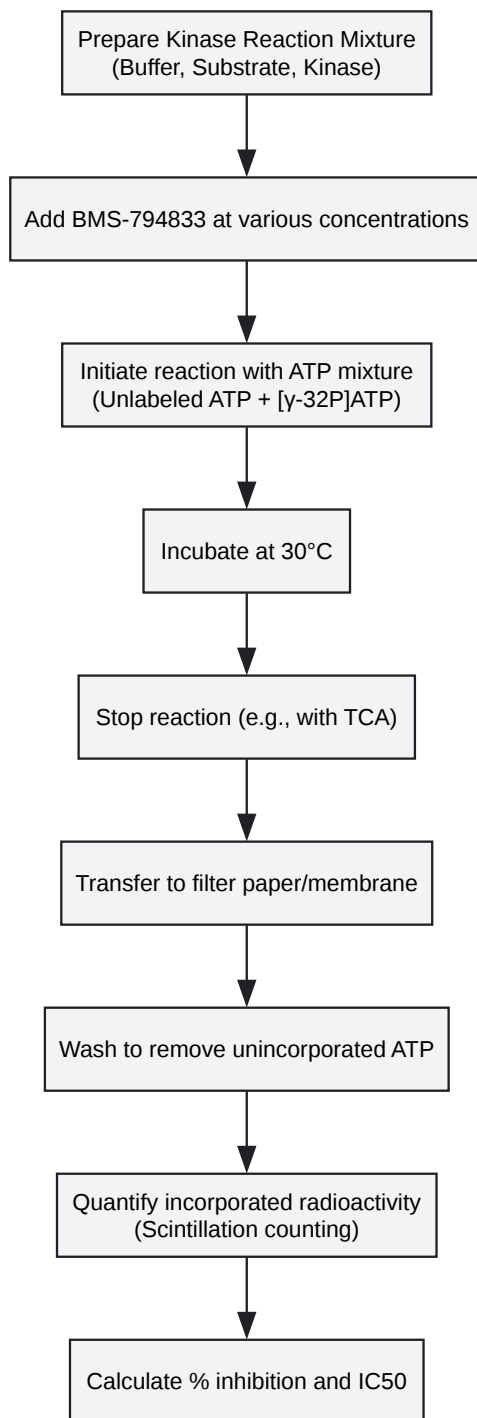 Prepare Kinase Reaction Mixture
(Buffer, Substrate, Kinase)
Add BMS-794833 at various concentrations
Initiate reaction with ATP mixture
(Unlabeled ATP + [γ-32P]ATP)
Incubate at 30°C
Stop reaction (e.g., with TCA)
Transfer to filter paper/membrane
Wash to remove unincorporated ATP
Quantify incorporated radioactivity
(Scintillation counting)
Calculate % inhibition and IC50